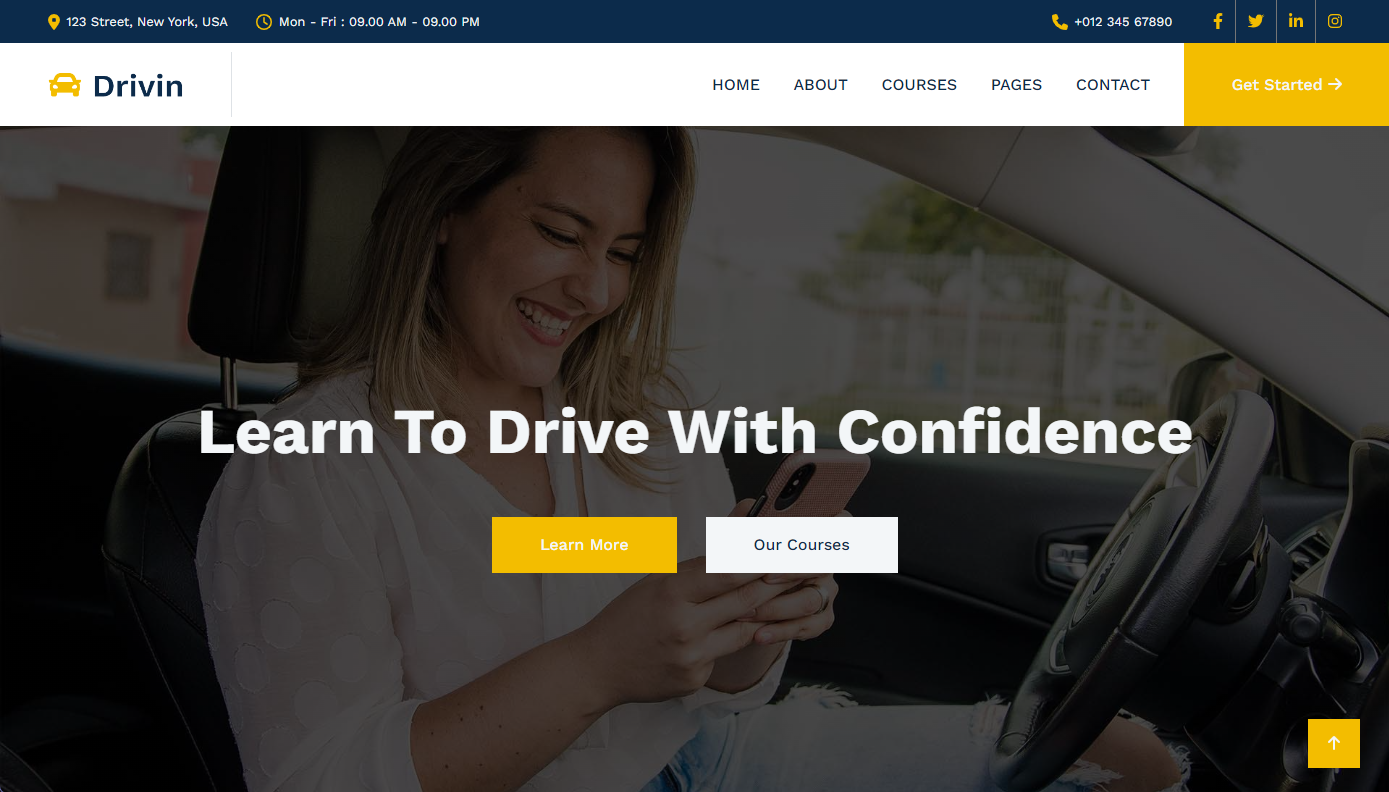 123 Street, New York, USA
Mon - Fri : 09.00 AM - 09.00 PM
+012 345 67890
Drivin
HOME
ABOUT
COURSES
PAGES
CONTACT
Get Started
Learn To Drive With Confidence
Learn More
Our Courses